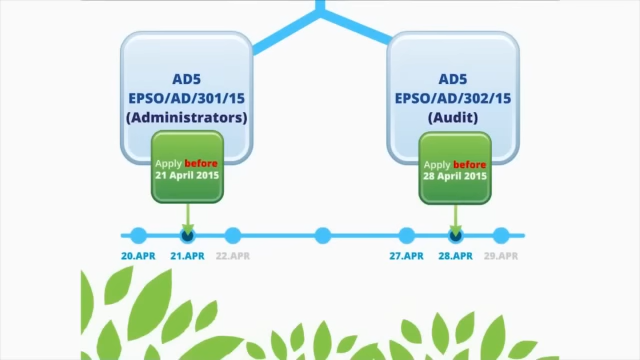 AD5
EPSO/AD/301/15
(Administrators)
Apply before
21 April 2015
AD5
EPSO/AD/302/15
(Audit)
Apply before
28 April 2015
20.APR
21.APR
22.APR
27.APR
28.APR
29.APR